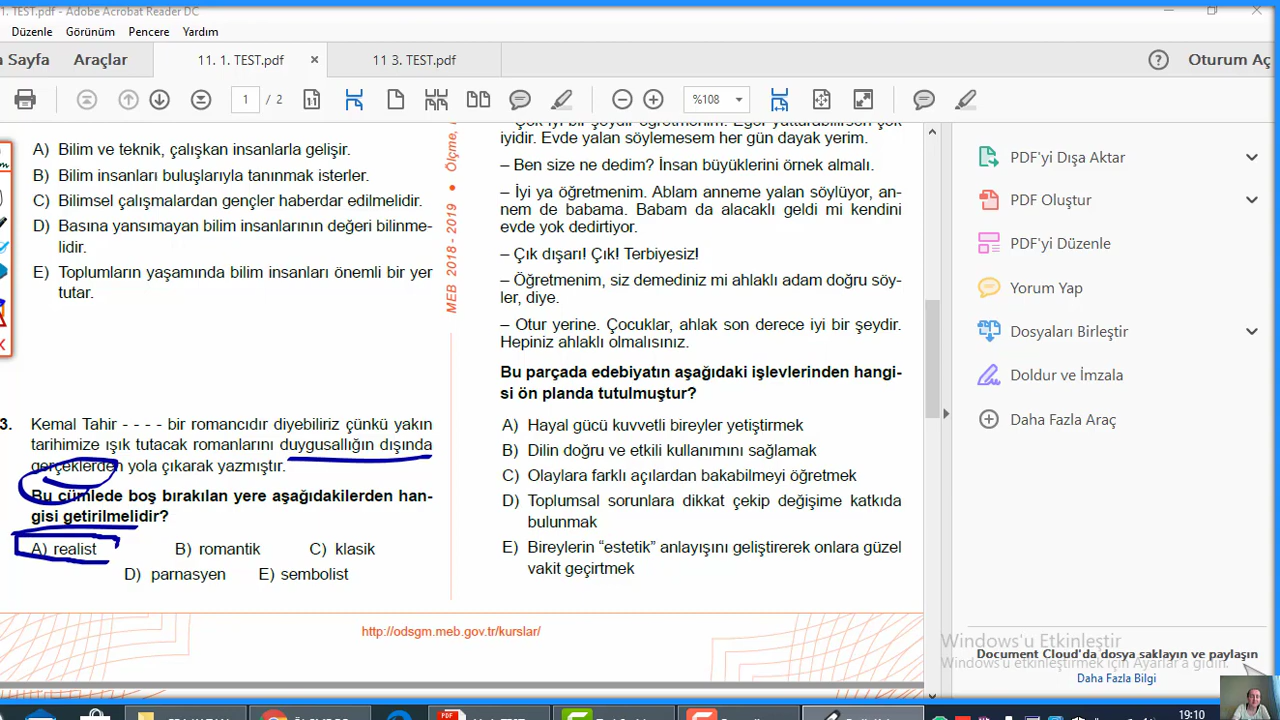 1. TEST.pdf - Adobe Acrobat Reader DC
Düzenle Görünüm Pencere Yardım
Sayfa Araçlar 11. 1. TEST.pdf × 11 3. TEST.pdf ? Oturum Aç
1 / 2 %108
A) Bilim ve teknik, çalışkan insanlarla gelişir.
B) Bilim insanları buluşlarıyla tanınmak isterler.
C) Bilimsel çalışmalardan gençler haberdar edilmelidir.
D) Basına yansımayan bilim insanlarının değeri bilinme-
lidir.
E) Toplumların yaşamında bilim insanları önemli bir yer
tutar.
3. Kemal Tahir - - - - bir romancıdır diyebiliriz çünkü yakın
tarihimize ışık tutacak romanlarını duygusallığın dışında
gerçeklerden yola çıkarak yazmıştır.
Bu cümlede boş bırakılan yere aşağıdakilerden han-
gisi getirilmelidir?
A) realist B) romantik C) klasik
D) parnasyen E) sembolist
MEB 2018 - 2019 • Ölçme,
iyidir. Evde yalan söylemesem her gün dayak yerim.
– Ben size ne dedim? İnsan büyüklerini örnek almalı.
– İyi ya öğretmenim. Ablam anneme yalan söylüyor, an-
nem de babama. Babam da alacaklı geldi mi kendini
evde yok dedirtiyor.
– Çık dışarı! Çık! Terbiyesiz!
– Öğretmenim, siz demediniz mi ahlaklı adam doğru söy-
ler, diye.
– Otur yerine. Çocuklar, ahlak son derece iyi bir şeydir.
Hepiniz ahlaklı olmalısınız.
Bu parçada edebiyatın aşağıdaki işlevlerinden hangi-
si ön planda tutulmuştur?
A) Hayal gücü kuvvetli bireyler yetiştirmek
B) Dilin doğru ve etkili kullanımını sağlamak
C) Olaylara farklı açılardan bakabilmeyi öğretmek
D) Toplumsal sorunlara dikkat çekip değişime katkıda
bulunmak
E) Bireylerin “estetik” anlayışını geliştirerek onlara güzel
vakit geçirtmek
http://odsgm.meb.gov.tr/kurslar/
PDF'yi Dışa Aktar
PDF Oluştur
PDF'yi Düzenle
Yorum Yap
Dosyaları Birleştir
Doldur ve İmzala
Daha Fazla Araç
Windows'u Etkinleştir
Document Cloud'da dosya saklayın ve paylaşın
Windows'u etkinleştirmek için Ayarlar'a gidin.
Daha Fazla Bilgi
19:10